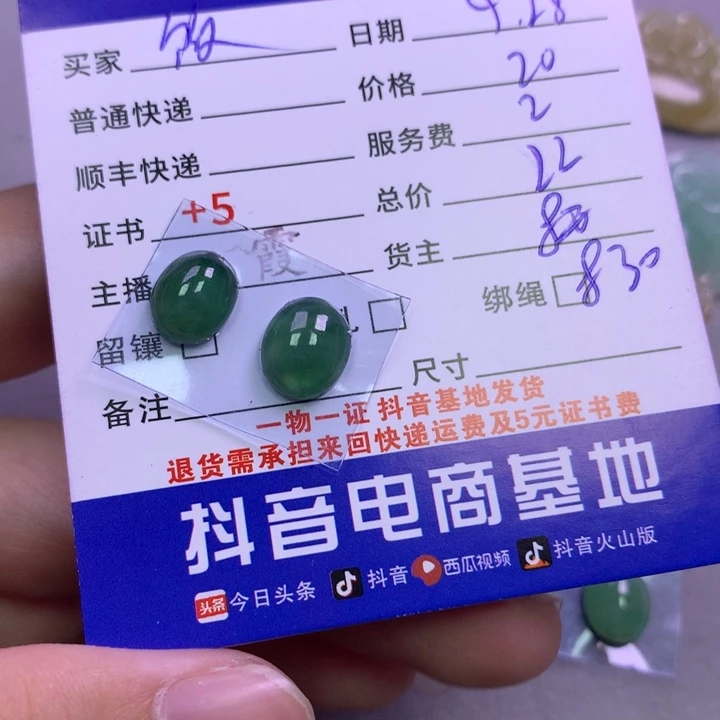 买家 日期 9.28
普通快递 价格 20
顺丰快递 服务费 2
证书 +5 总价 22
主播 霞 货主
留镶 绑绳 830
备注 尺寸
一物一证 抖音基地发货
退货需承担来回快递运费及5元证书费
抖音电商基地
头条 今日头条 抖音 西瓜视频 抖音火山版